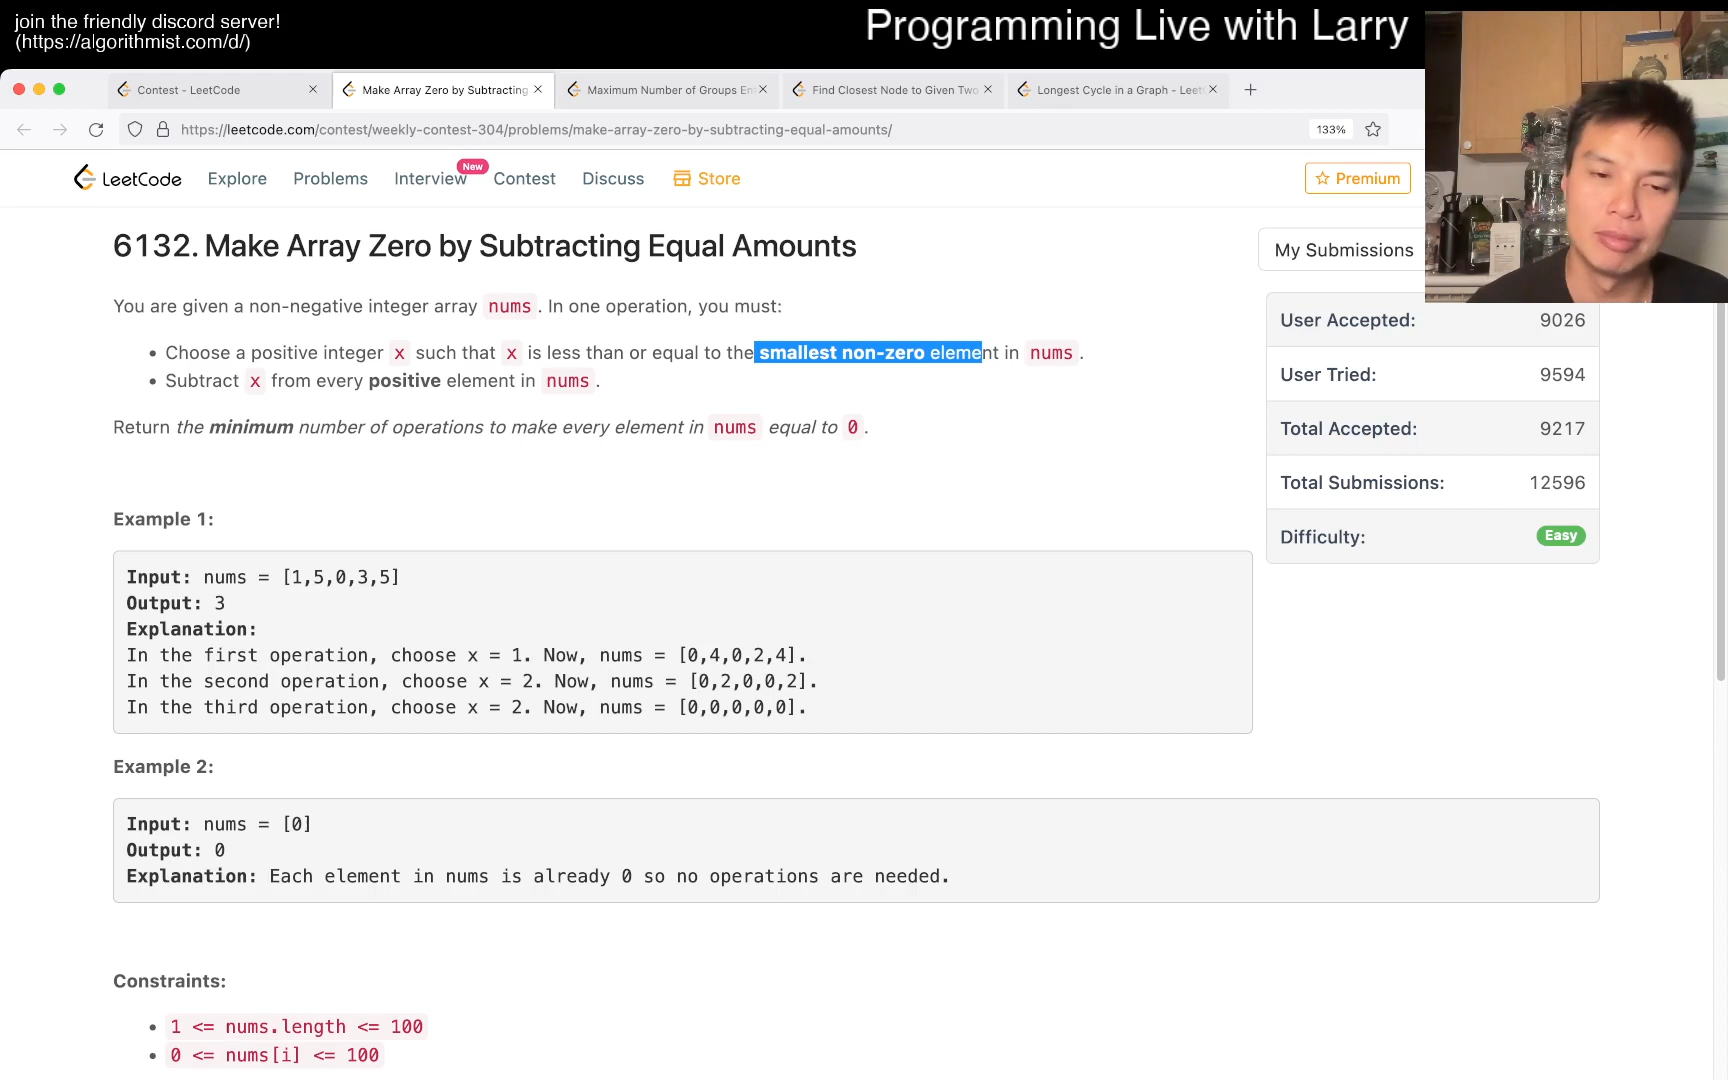 join the friendly discord server!
(https://algorithmist.com/d/)
Programming Live with Larry
Contest - LeetCode
Make Array Zero by Subtracting
Maximum Number of Groups En
Find Closest Node to Given Two
Longest Cycle in a Graph - Leet
https://leetcode.com/contest/weekly-contest-304/problems/make-array-zero-by-subtracting-equal-amounts/
133%
LeetCode
Explore
Problems
Interview
New
Contest
Discuss
Store
Premium
6132. Make Array Zero by Subtracting Equal Amounts
My Submissions
You are given a non-negative integer array nums. In one operation, you must:
• Choose a positive integer x such that x is less than or equal to the smallest non-zero element in nums.
• Subtract x from every positive element in nums.
Return the minimum number of operations to make every element in nums equal to 0.
User Accepted: 9026
User Tried: 9594
Total Accepted: 9217
Total Submissions: 12596
Difficulty: Easy
Example 1:
Input: nums = [1,5,0,3,5]
Output: 3
Explanation:
In the first operation, choose x = 1. Now, nums = [0,4,0,2,4].
In the second operation, choose x = 2. Now, nums = [0,2,0,0,2].
In the third operation, choose x = 2. Now, nums = [0,0,0,0,0].
Example 2:
Input: nums = [0]
Output: 0
Explanation: Each element in nums is already 0 so no operations are needed.
Constraints:
• 1 <= nums.length <= 100
• 0 <= nums[i] <= 100